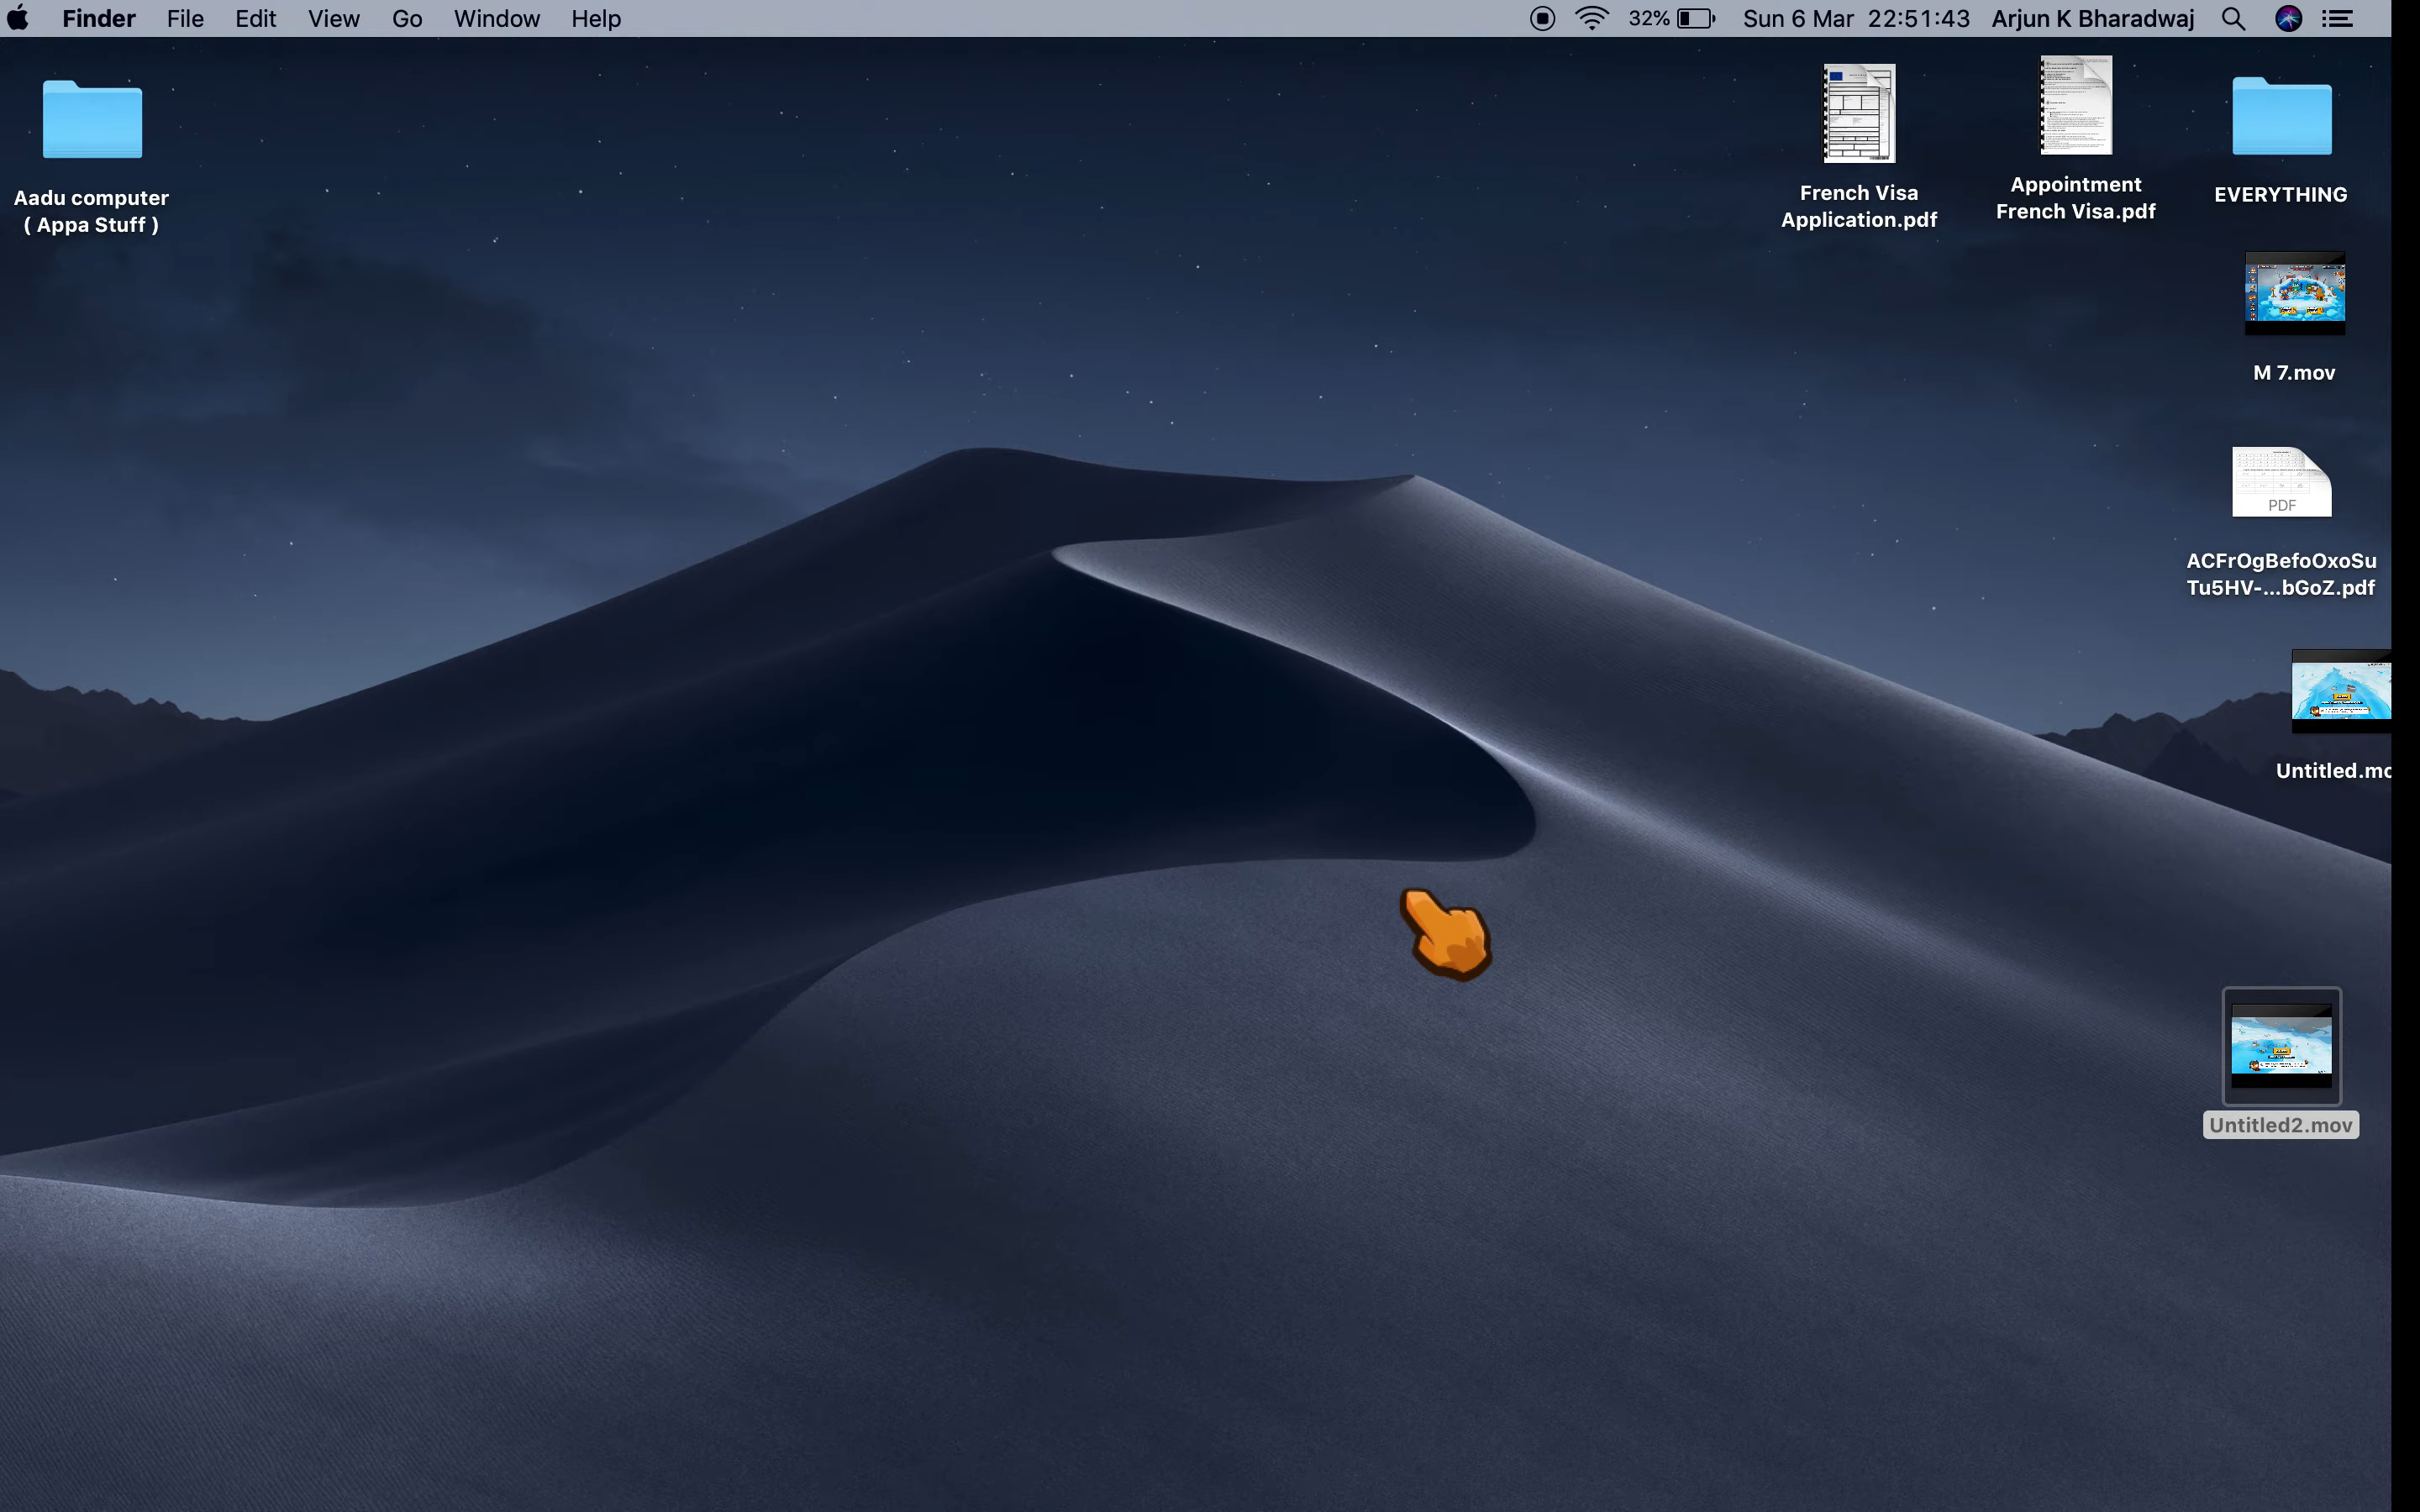 Finder File Edit View Go Window Help 32% Sun 6 Mar 22:51:43 Arjun K Bharadwaj
Aadu computer
( Appa Stuff )
French Visa
Application.pdf
Appointment
French Visa.pdf
EVERYTHING
M 7.mov
PDF
ACFrOgBefoOxoSu
Tu5HV-...bGoZ.pdf
Untitled.mo
Untitled2.mov